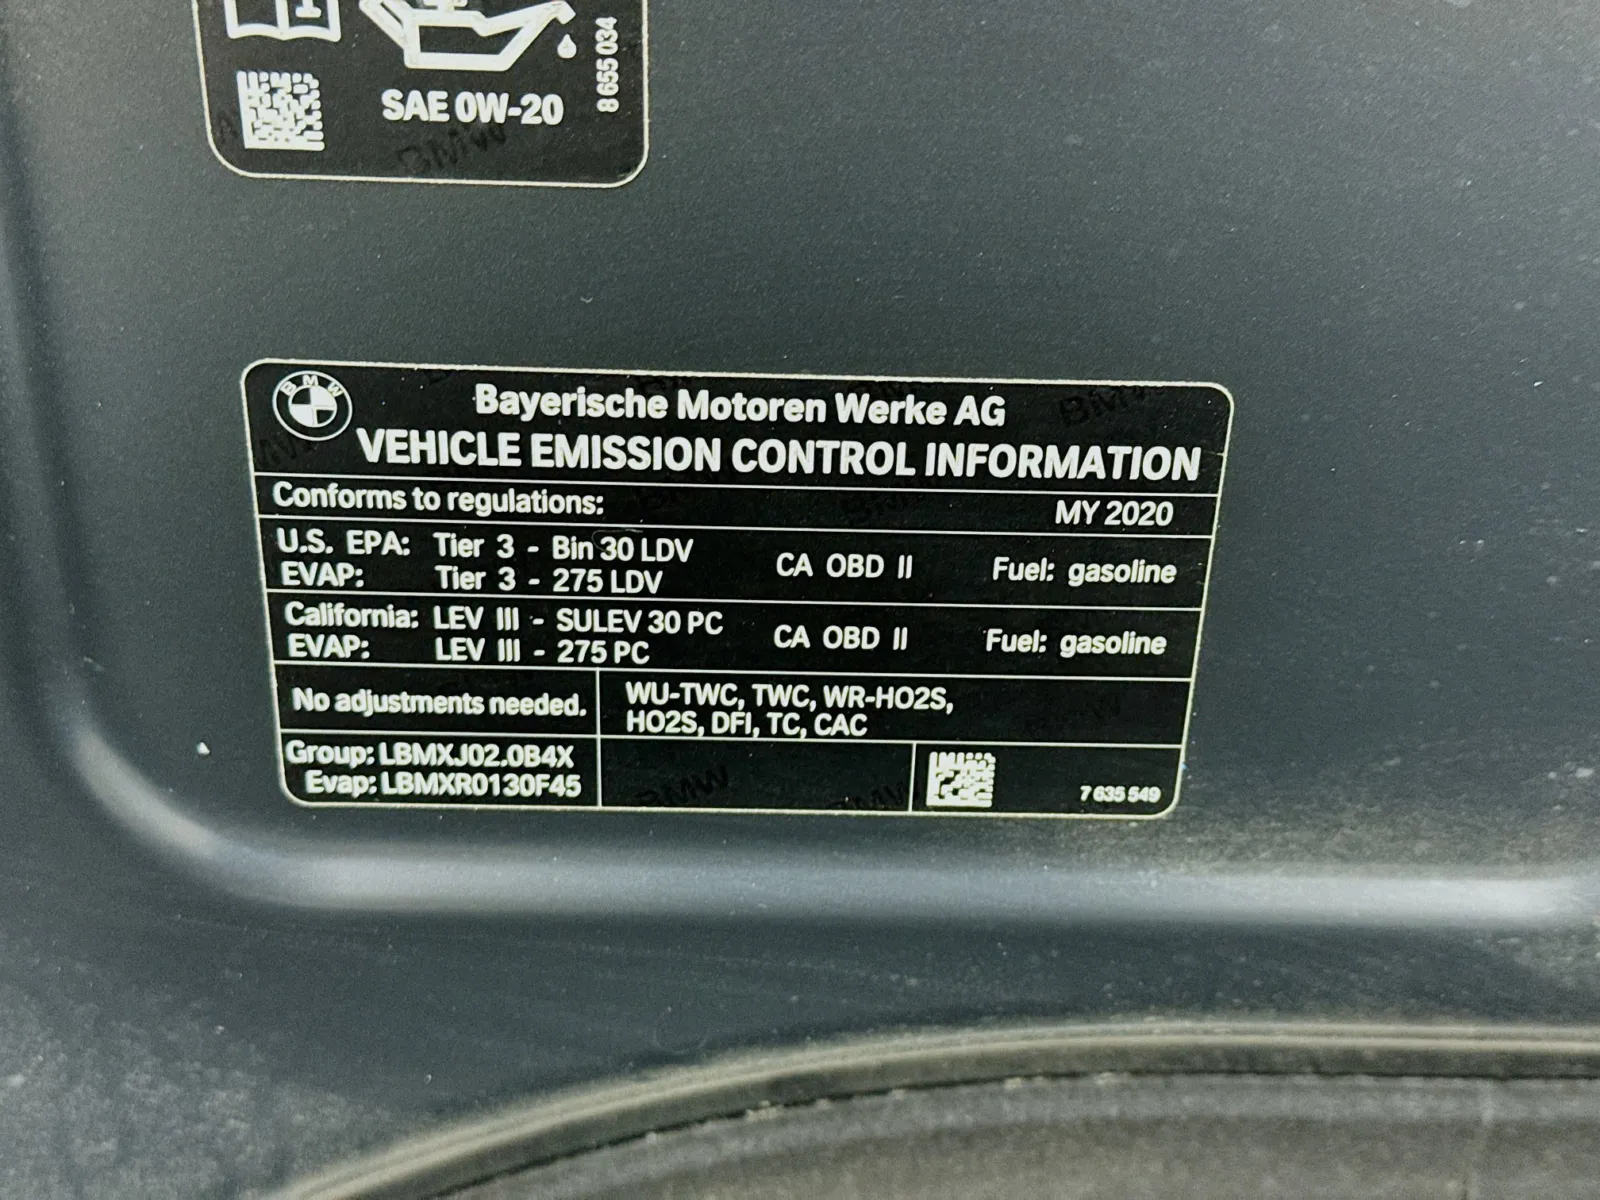 SAE 0W-20
8 655 034
BMW
Bayerische Motoren Werke AG
VEHICLE EMISSION CONTROL INFORMATION
Conforms to regulations: MY 2020
U.S. EPA: Tier 3 - Bin 30 LDV CA OBD II Fuel: gasoline
EVAP: Tier 3 - 275 LDV
California: LEV III - SULEV 30 PC CA OBD II Fuel: gasoline
EVAP: LEV III - 275 PC
No adjustments needed.
WU-TWC, TWC, WR-HO2S,
HO2S, DFI, TC, CAC
Group: LBMXJ02.0B4X
Evap: LBMXR0130F45
7 635 549